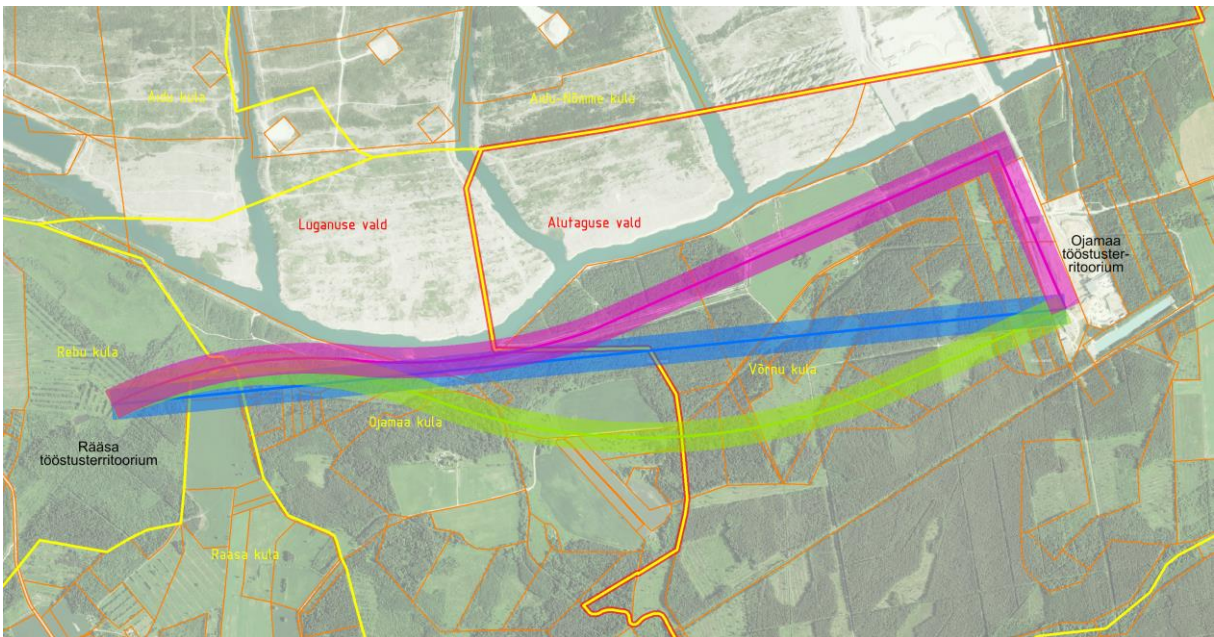 Aidu küla
Aidu-Nõmme küla
Lüganuse vald
Alutaguse vald
Ojamaa
tööstuster-
ritoorium
Rebu küla
Võrnu küla
Ojamaa küla
Rääsa
tööstusterritoorium
Rääsa küla